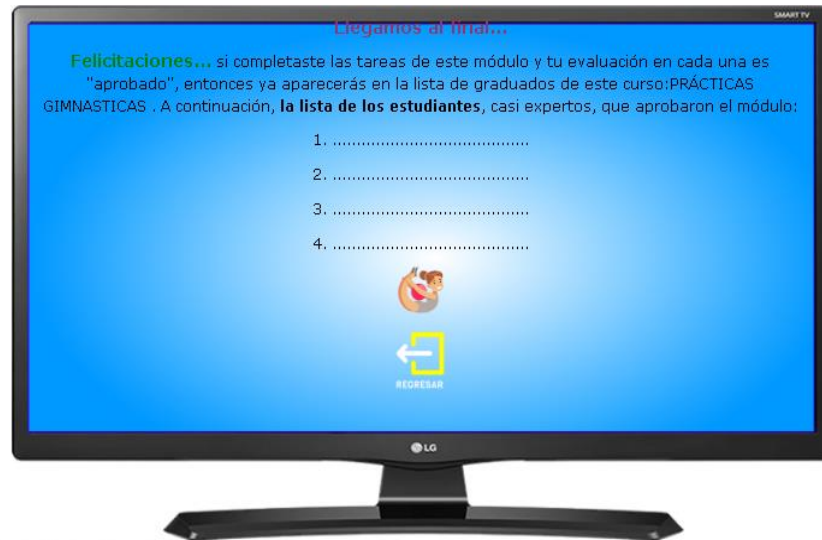 SMART TV
Llegamos al final...
Felicitaciones... si completaste las tareas de este módulo y tu evaluación en cada una es
"aprobado", entonces ya aparecerás en la lista de graduados de este curso:PRÁCTICAS
GIMNASTICAS . A continuación, la lista de los estudiantes, casi expertos, que aprobaron el módulo:
1. .........................................
2. .........................................
3. .........................................
4. .........................................
REGRESAR
LG